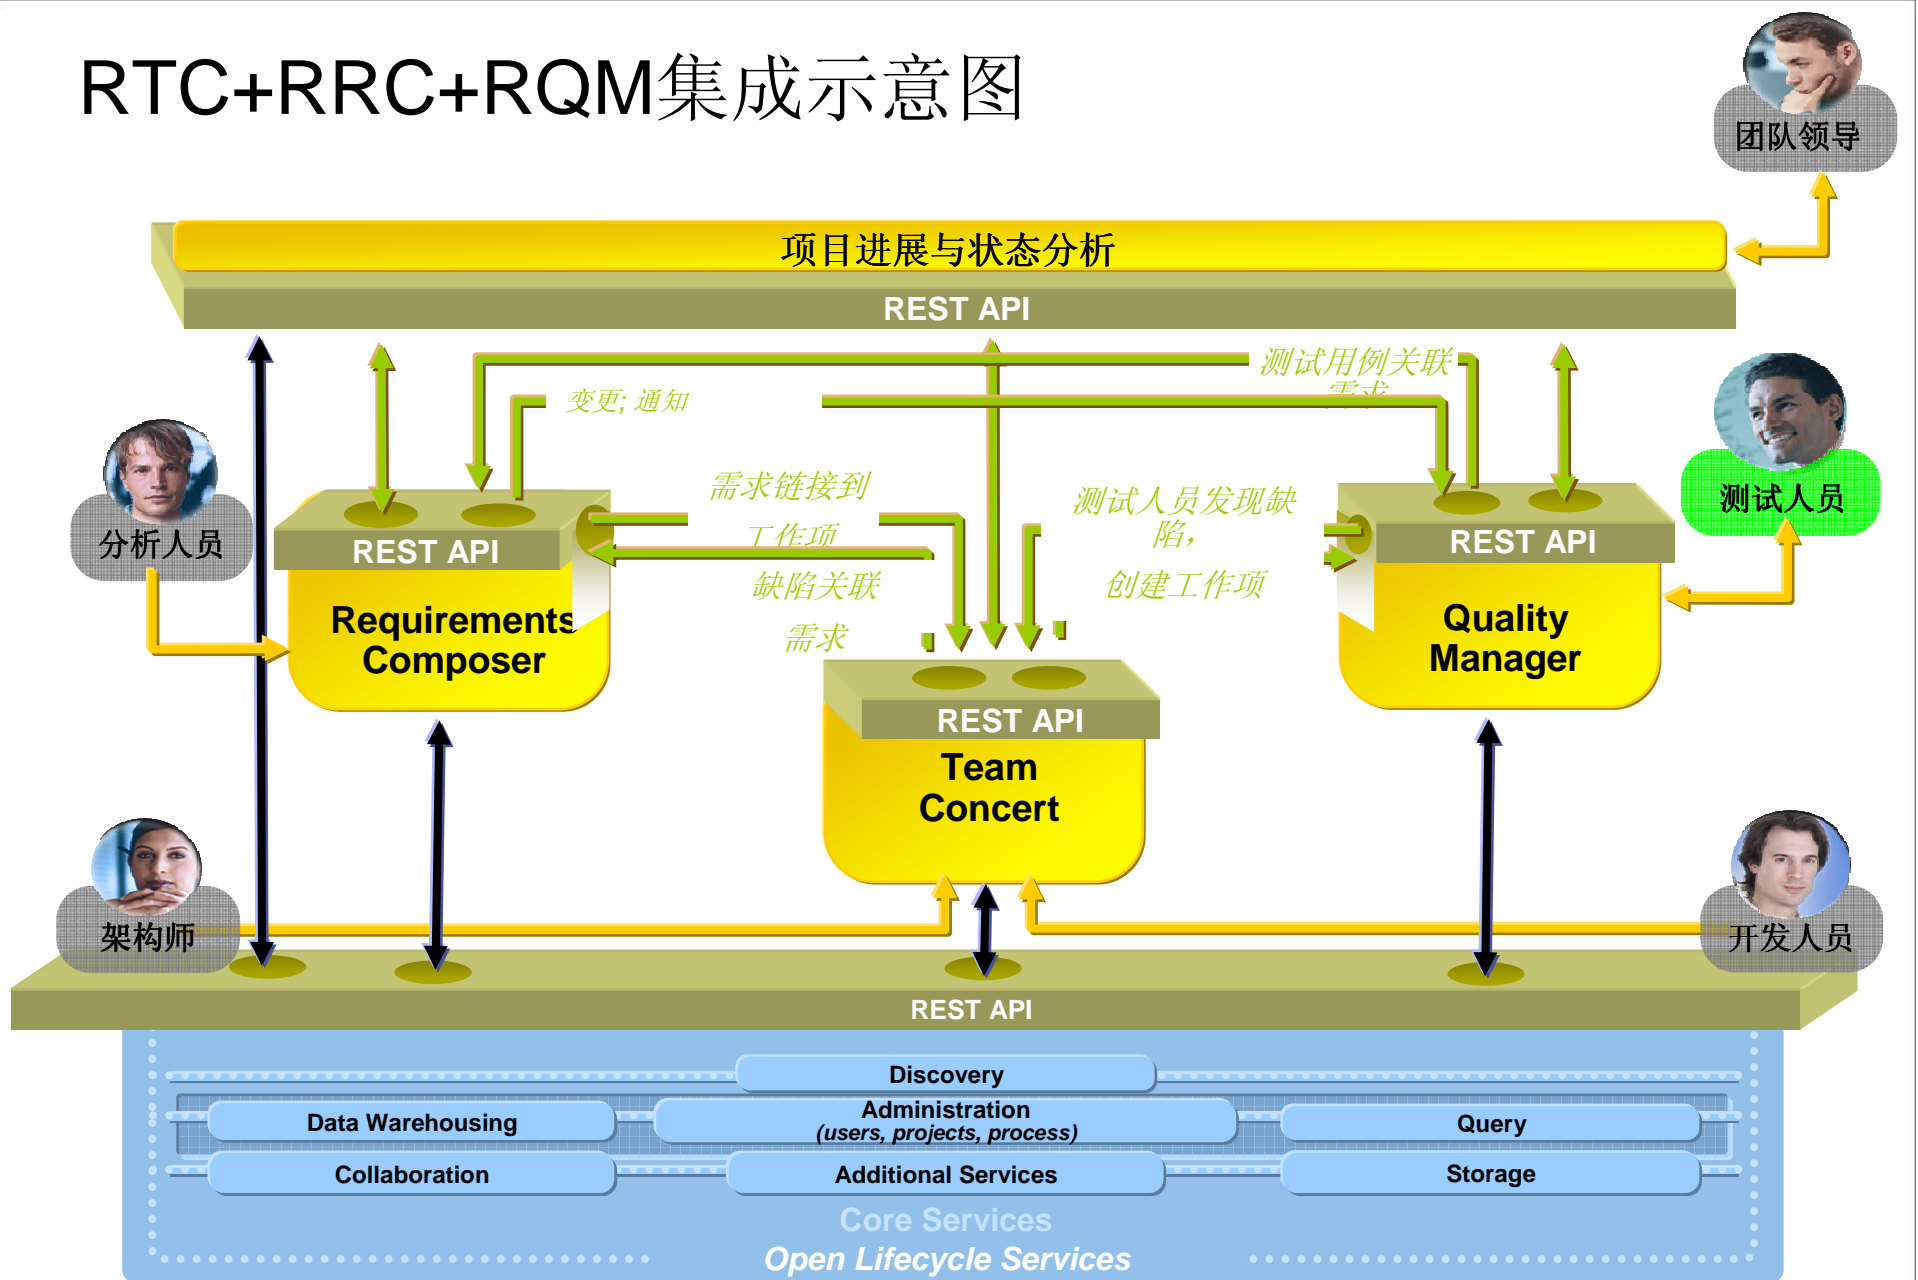 RTC+RRC+RQM集成示意图
团队领导
项目进展与状态分析
REST API
测试用例关联
需求
变更; 通知
需求链接到
工作项
缺陷关联
需求
测试人员发现缺
陷，
创建工作项
分析人员
测试人员
REST API
Requirements
Composer
REST API
Quality
Manager
REST API
Team
Concert
架构师
开发人员
REST API
Discovery
Data Warehousing
Administration
(users, projects, process)
Query
Collaboration
Additional Services
Storage
Core Services
Open Lifecycle Services